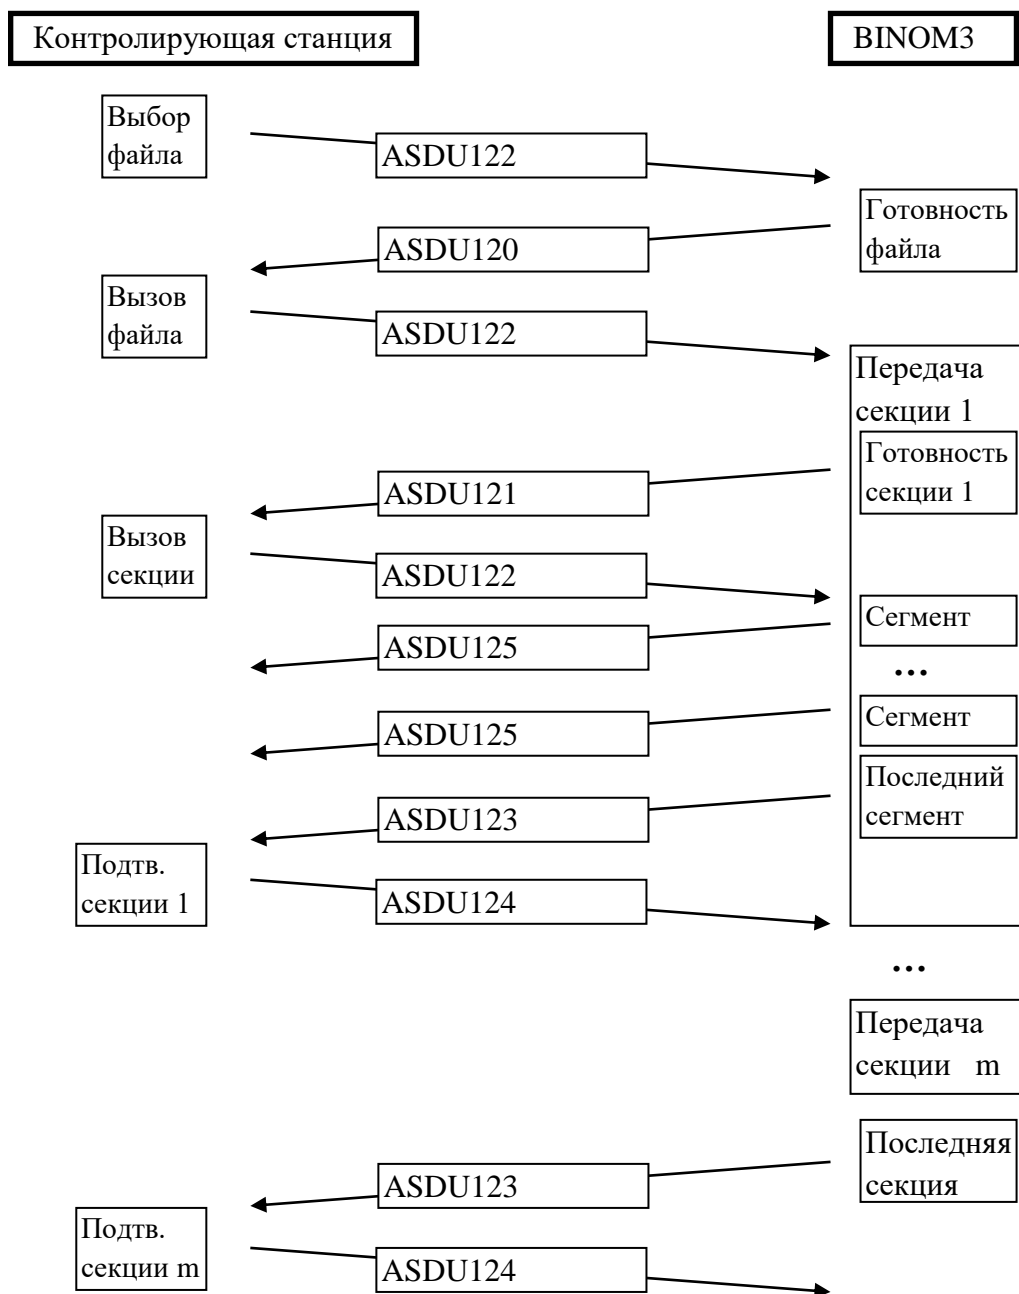 Контролирующая станция
BINOM3
Выбор
файла
ASDU122
Готовность
файла
ASDU120
Вызов
файла
ASDU122
Передача
секции 1
Готовность
секции 1
ASDU121
Вызов
секции
ASDU122
Сегмент
ASDU125
...
Сегмент
ASDU125
Последний
сегмент
ASDU123
Подтв.
секции 1
ASDU124
...
Передача
секции m
Последняя
секция
ASDU123
Подтв.
секции m
ASDU124